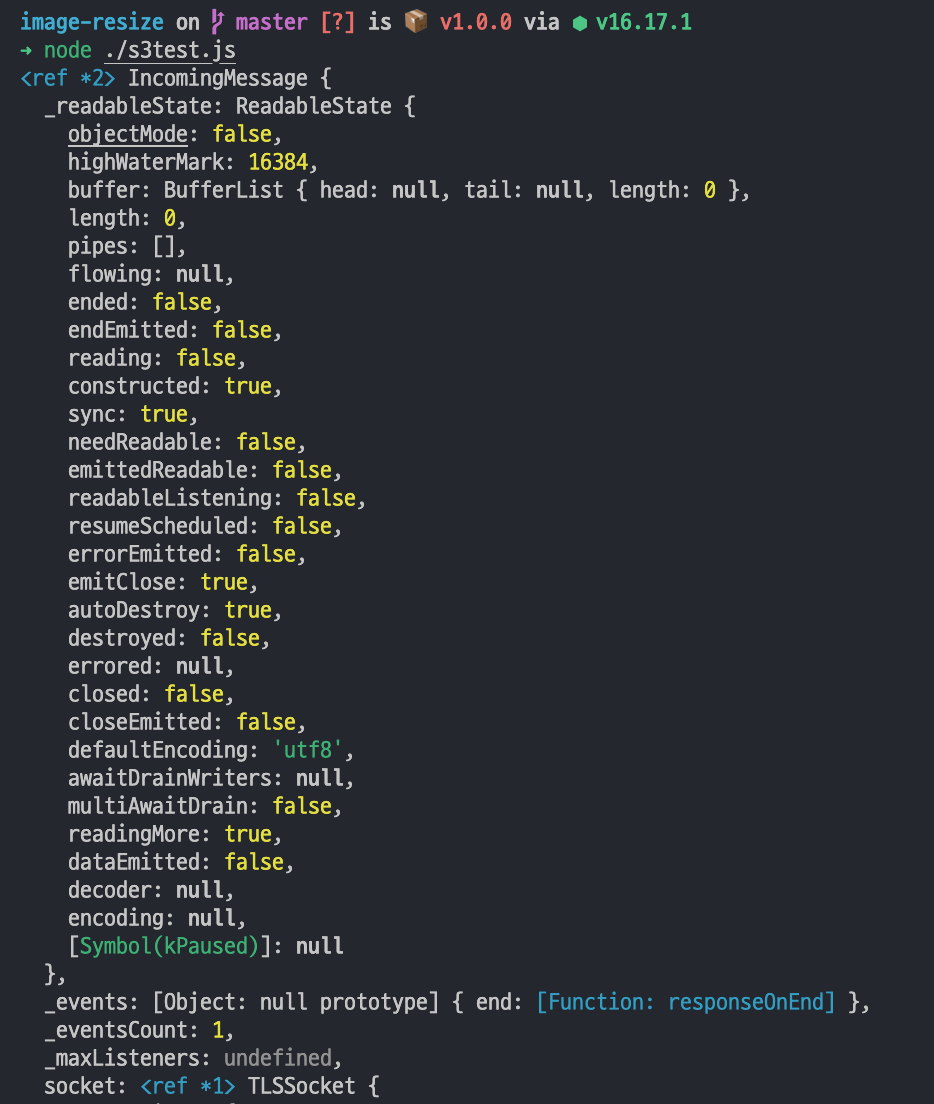 image-resize on master [?] is 📦 v1.0.0 via ⬢ v16.17.1
→ node ./s3test.js
<ref *2> IncomingMessage {
  _readableState: ReadableState {
    objectMode: false,
    highWaterMark: 16384,
    buffer: BufferList { head: null, tail: null, length: 0 },
    length: 0,
    pipes: [],
    flowing: null,
    ended: false,
    endEmitted: false,
    reading: false,
    constructed: true,
    sync: true,
    needReadable: false,
    emittedReadable: false,
    readableListening: false,
    resumeScheduled: false,
    errorEmitted: false,
    emitClose: true,
    autoDestroy: true,
    destroyed: false,
    errored: null,
    closed: false,
    closeEmitted: false,
    defaultEncoding: 'utf8',
    awaitDrainWriters: null,
    multiAwaitDrain: false,
    readingMore: true,
    dataEmitted: false,
    decoder: null,
    encoding: null,
    [Symbol(kPaused)]: null
  },
  _events: [Object: null prototype] { end: [Function: responseOnEnd] },
  _eventsCount: 1,
  _maxListeners: undefined,
  socket: <ref *1> TLSSocket {